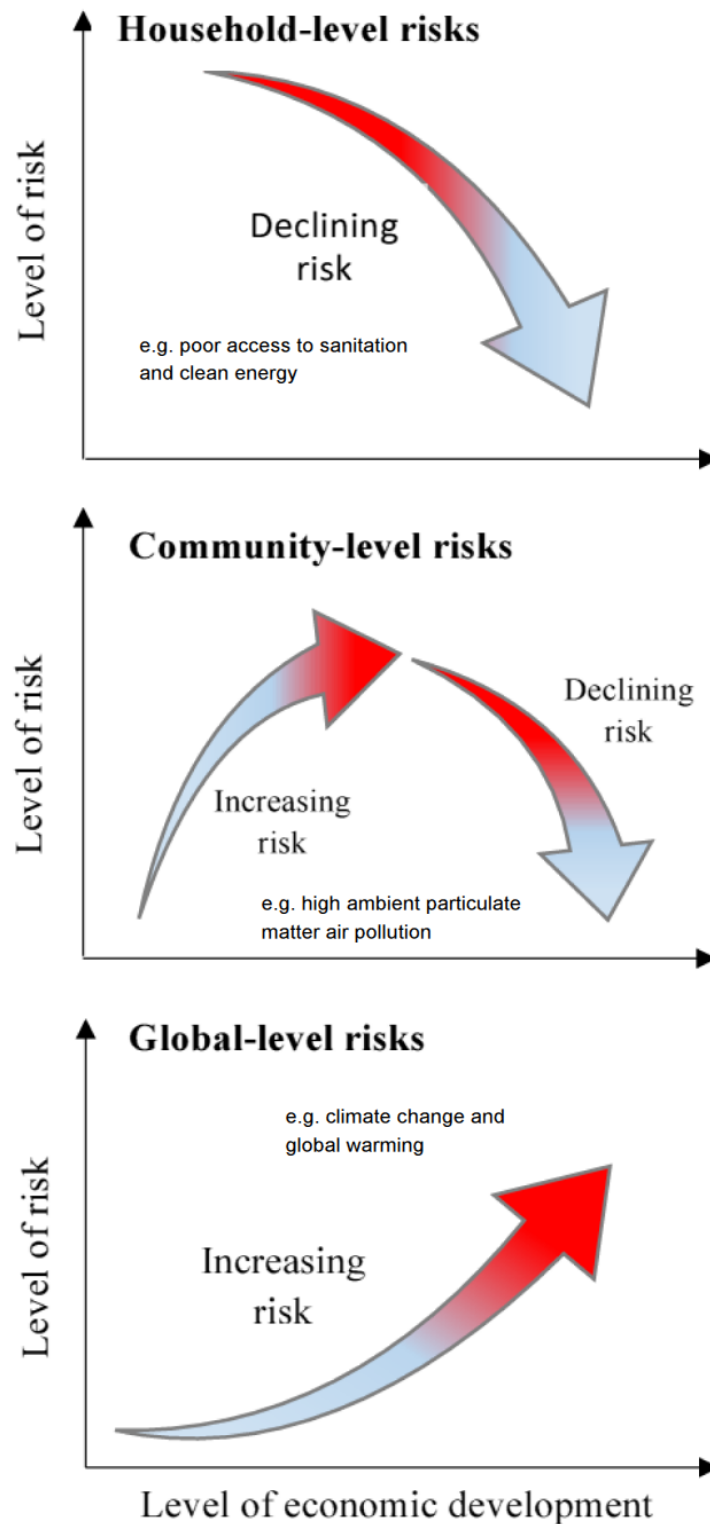 Household-level risks
Level of risk
Declining
risk
e.g. poor access to sanitation
and clean energy
Community-level risks
Level of risk
Increasing
risk
Declining
risk
e.g. high ambient particulate
matter air pollution
Global-level risks
Level of risk
e.g. climate change and
global warming
Increasing
risk
Level of economic development